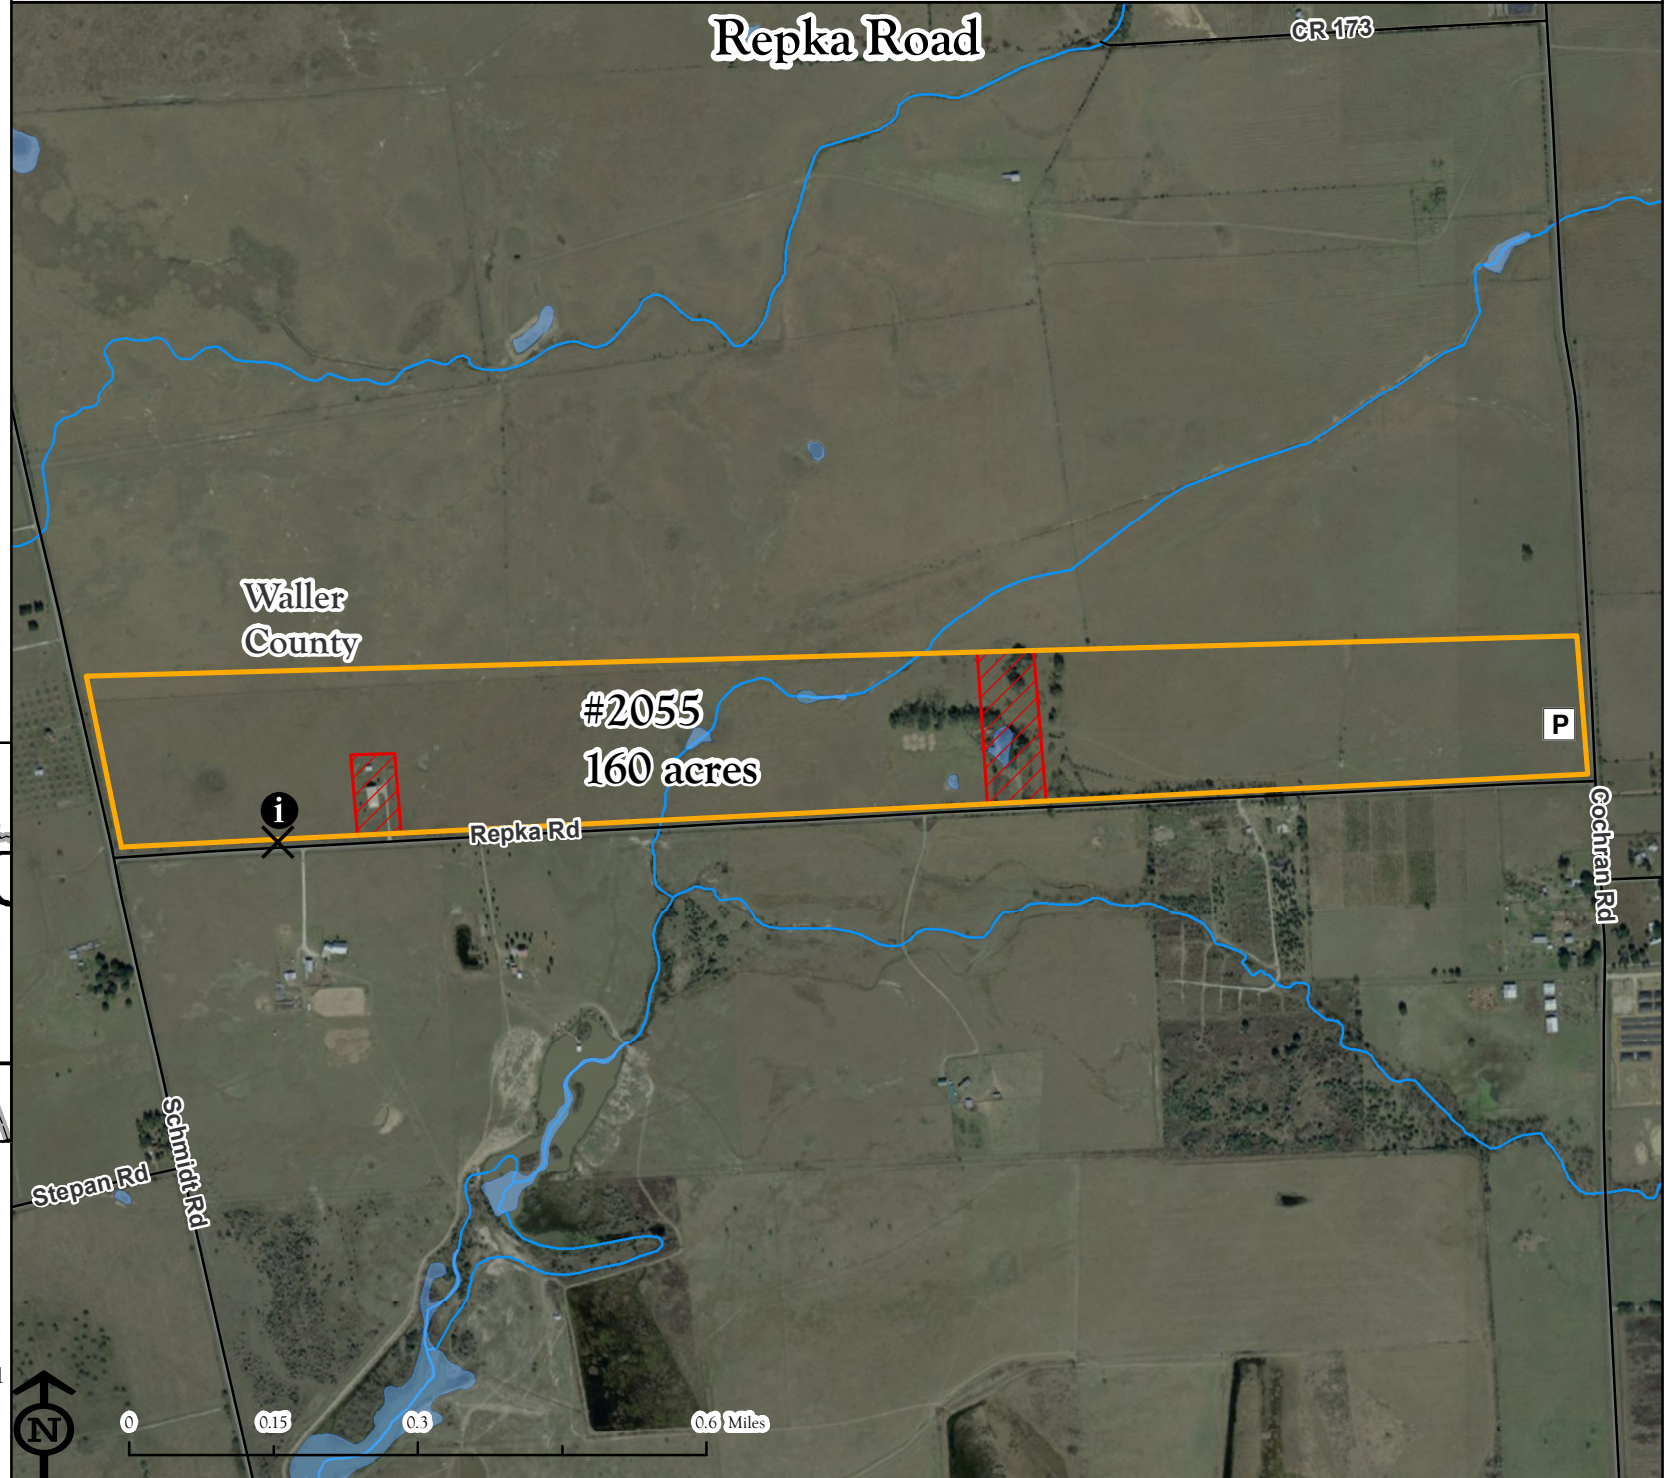 Repka Road
CR 173
Waller
County
#2055
160 acres
P
i
Repka Rd
Cochran Rd
Schmidt Rd
Stepan Rd
N
0
0.15
0.3
0.6 Miles